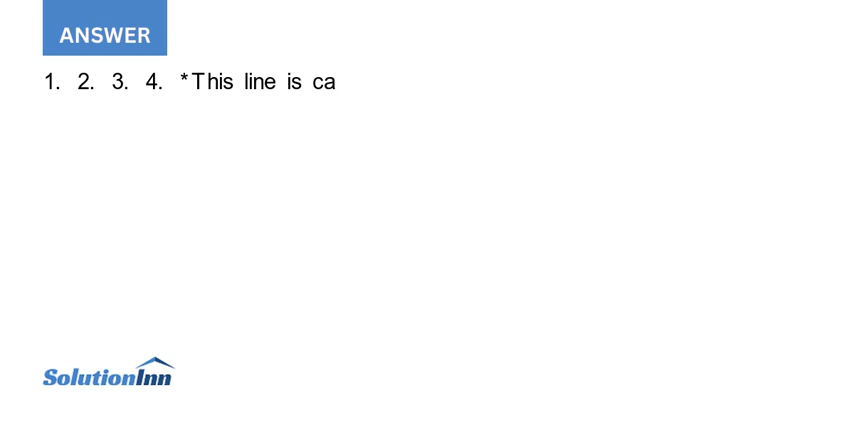 ANSWER
1. 2. 3. 4. *This line is ca
SolutionInn